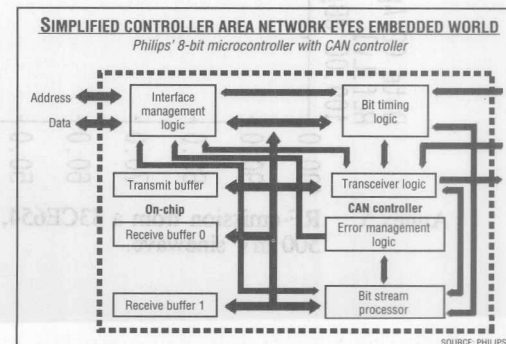 SIMPLIFIED CONTROLLER AREA NETWORK EYES EMBEDDED WORLD
Philips' 8-bit microcontroller with CAN controller
Address
Data
Interface
management
logic
Bit timing
logic
Transmit buffer
Transceiver logic
On-chip
CAN controller
Receive buffer 0
Error management
logic
Receive buffer 1
Bit stream
processor
SOURCE: PHILIPS